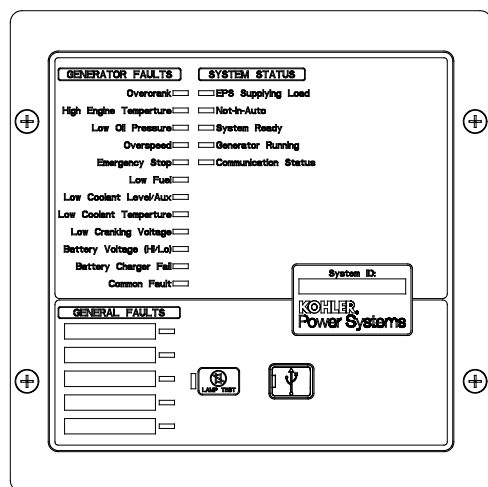 GENERATOR FAULTS
Overcrank
High Engine Temperture
Low Oil Pressure
Overspeed
Emergency Stop
Low Fuel
Low Coolant Level/Aux
Low Coolant Temperture
Low Cranking Voltage
Battery Voltage (Hi/Lo)
Battery Charger Fail
Common Fault
SYSTEM STATUS
EPS Supplying Load
Not-In-Auto
System Ready
Generator Running
Communication Status
System ID:
KOHLER.
Power Systems
GENERAL FAULTS
LAMP TEST